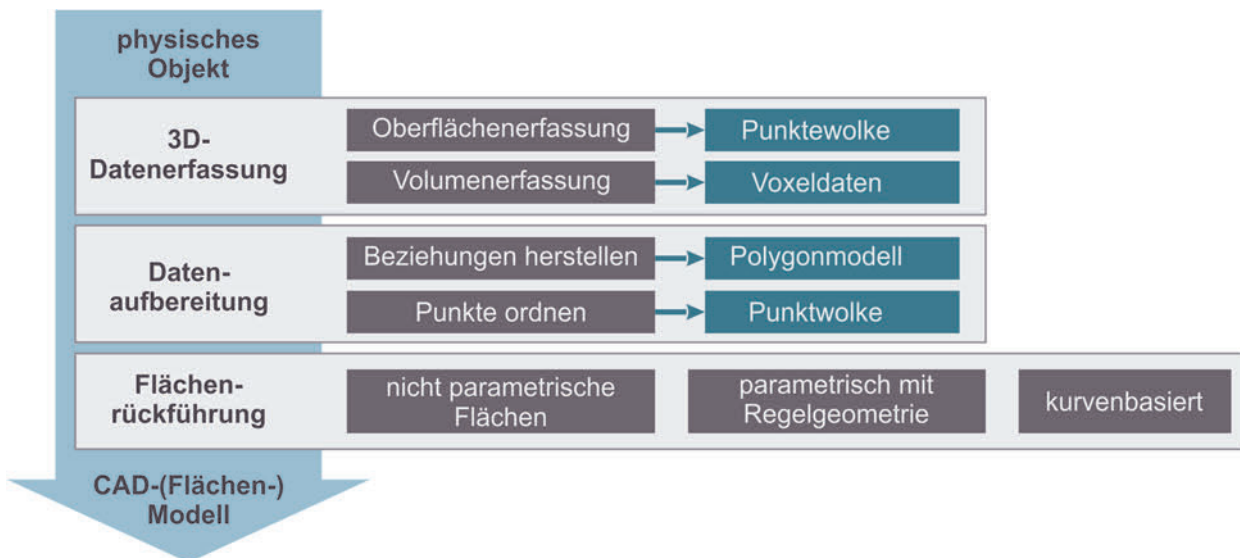 physisches
Objekt
3D-
Datenerfassung
Oberflächenerfassung
Punktewolke
Volumenerfassung
Voxeldaten
Daten-
aufbereitung
Beziehungen herstellen
Polygonmodell
Punkte ordnen
Punktwolke
Flächen-
rückführung
nicht parametrische
Flächen
parametrisch mit
Regelgeometrie
kurvenbasiert
CAD-(Flächen-)
Modell